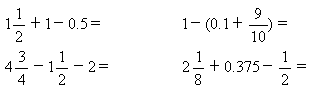 1 1/2 + 1 − 0.5 = 1 − (0.1 + 9/10) =
4 3/4 − 1 1/2 − 2 = 2 1/8 + 0.375 − 1/2 =